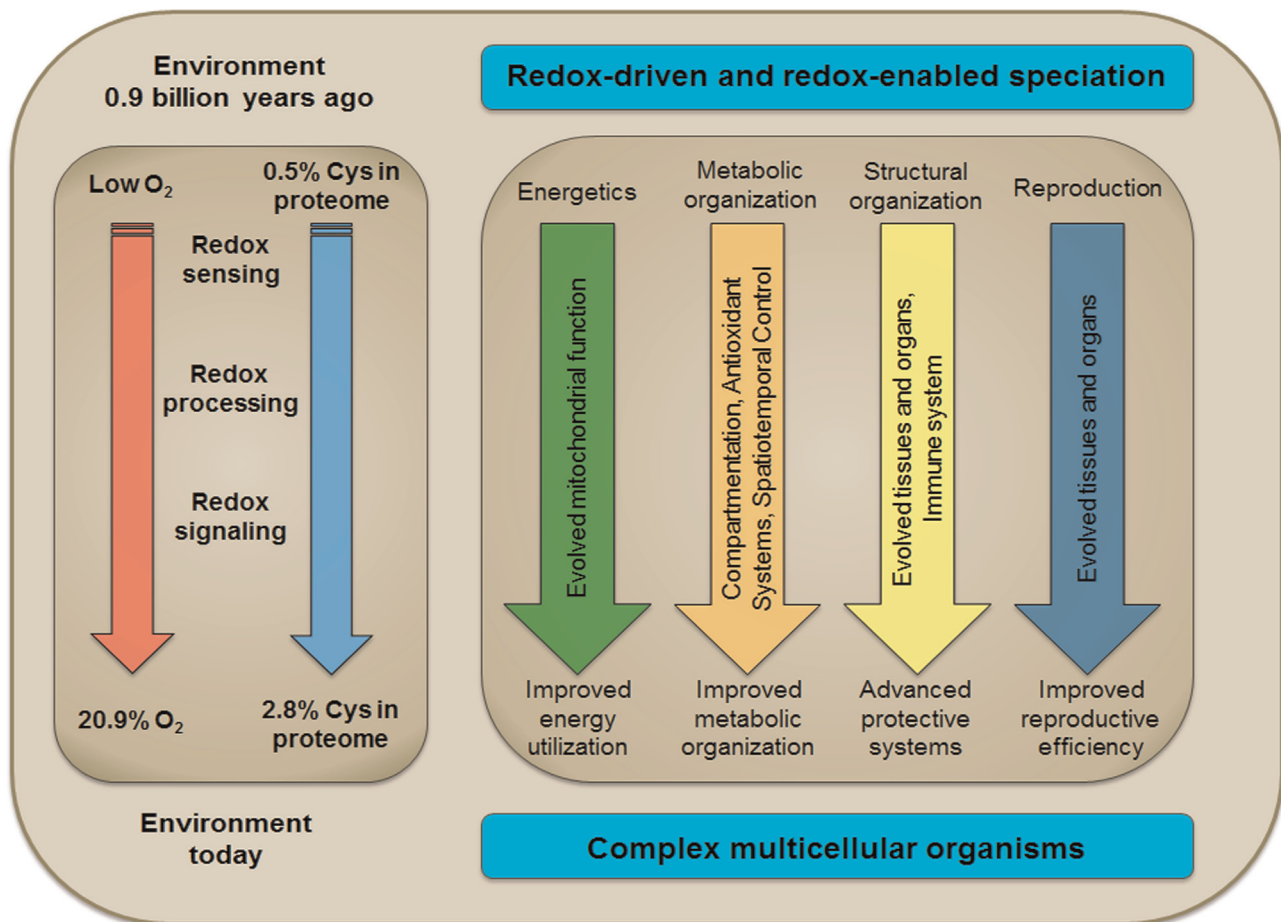 Environment
0.9 billion years ago
Low O₂
0.5% Cys in
proteome
Redox
sensing
Redox
processing
Redox
signaling
20.9% O₂
2.8% Cys in
proteome
Environment
today
Redox-driven and redox-enabled speciation
Energetics
Metabolic
organization
Structural
organization
Reproduction
Evolved mitochondrial function
Compartmentation, Antioxidant
Systems, Spatiotemporal Control
Evolved tissues and organs,
Immune system
Evolved tissues and organs
Improved
energy
utilization
Improved
metabolic
organization
Advanced
protective
systems
Improved
reproductive
efficiency
Complex multicellular organisms